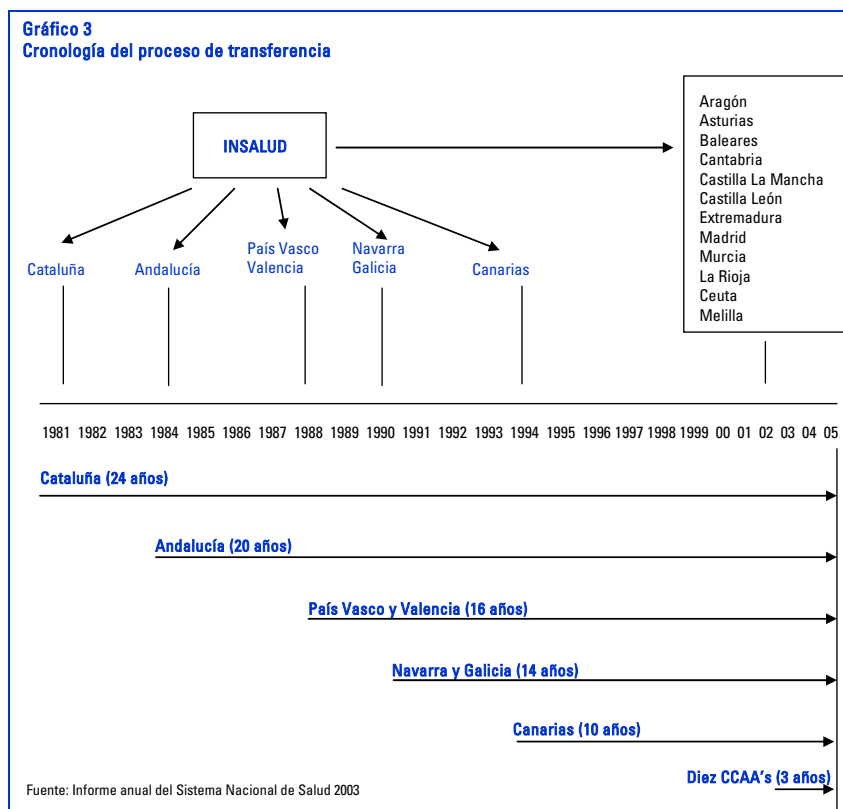 Gráfico 3
Cronología del proceso de transferencia
INSALUD
Aragón
Asturias
Baleares
Cantabria
Castilla La Mancha
Castilla León
Extremadura
Madrid
Murcia
La Rioja
Ceuta
Melilla
Cataluña
Andalucía
País Vasco
Valencia
Navarra
Galicia
Canarias
1981 1982 1983 1984 1985 1986 1987 1988 1989 1990 1991 1992 1993 1994 1995 1996 1997 1998 1999 00 01 02 03 04 05
Cataluña (24 años)
Andalucía (20 años)
País Vasco y Valencia (16 años)
Navarra y Galicia (14 años)
Canarias (10 años)
Diez CCAA's (3 años)
Fuente: Informe anual del Sistema Nacional de Salud 2003